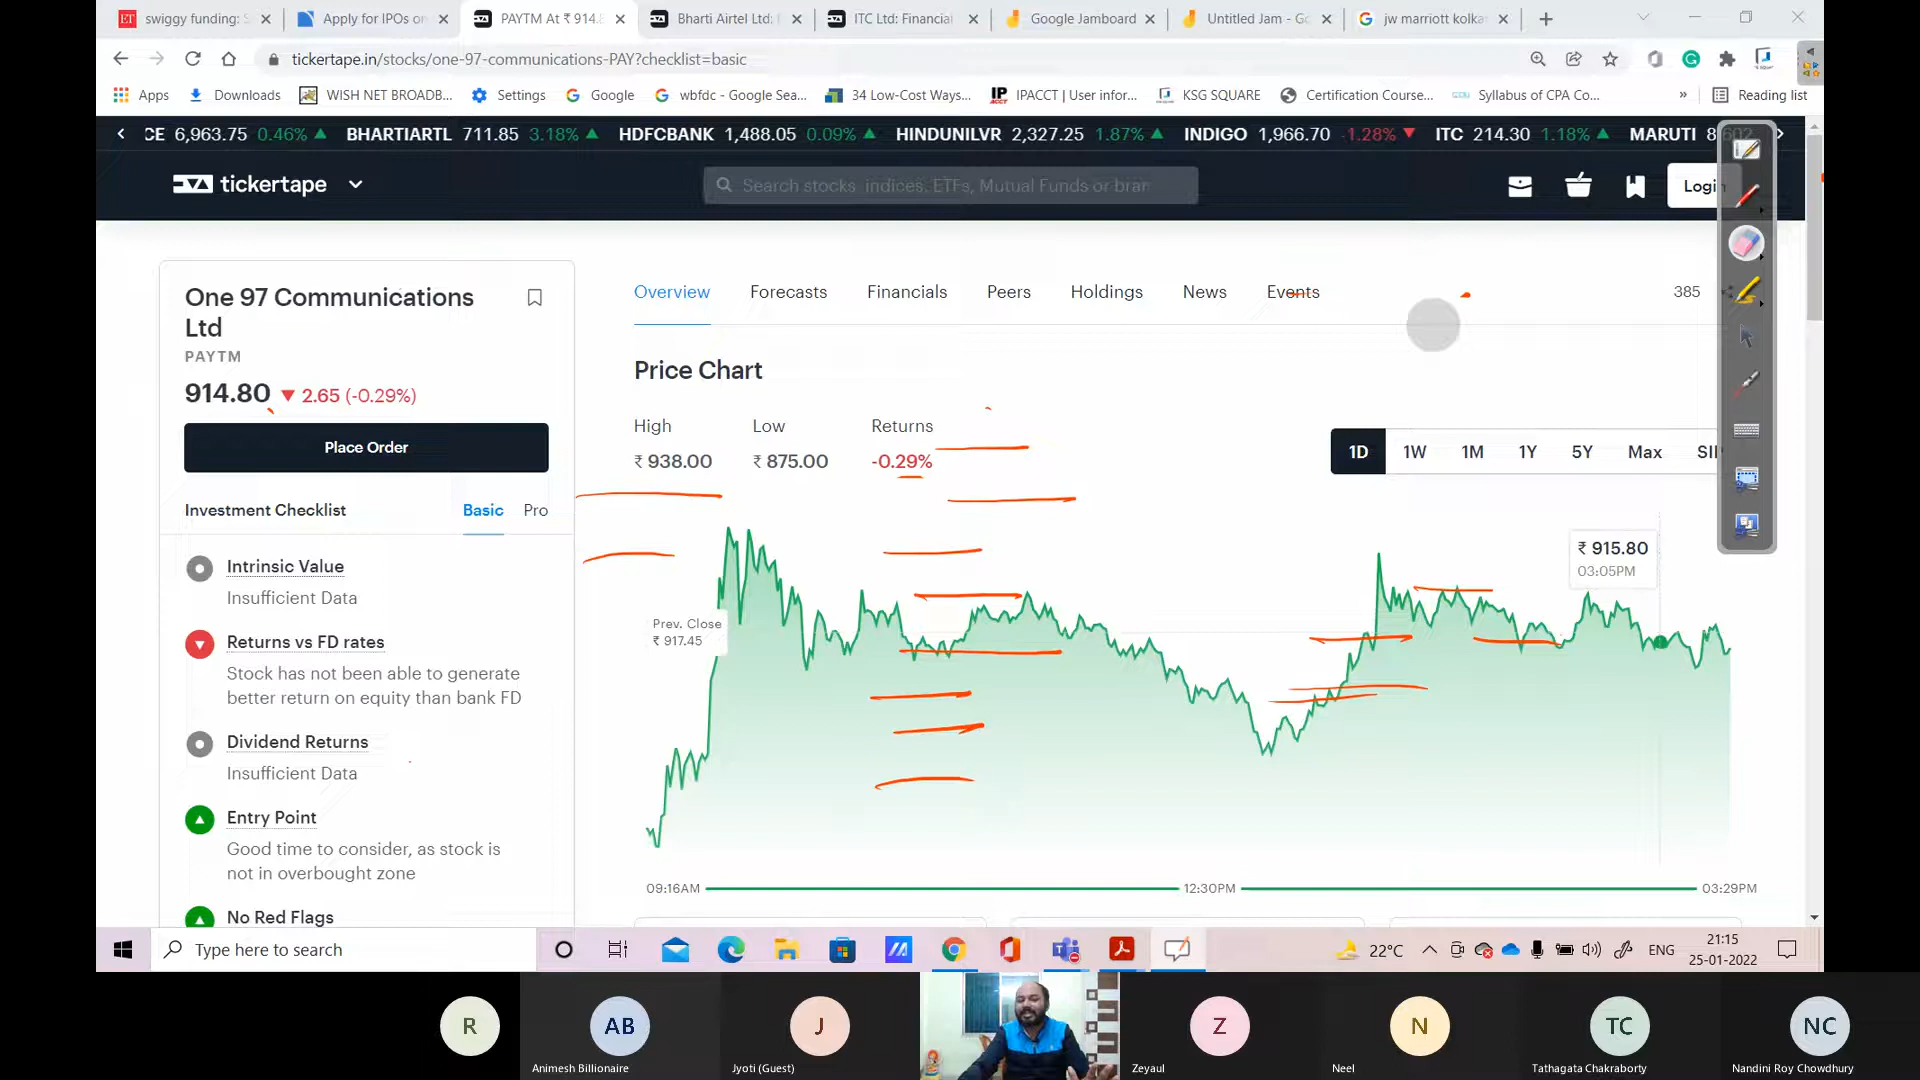 swiggy funding: S
Apply for IPOs on
PAYTM At ₹ 914.8
Bharti Airtel Ltd:
ITC Ltd: Financial
Google Jamboard
Untitled Jam - Go
jw marriott kolka
tickertape.in/stocks/one-97-communications-PAY?checklist=basic
Apps
Downloads
WISH NET BROADB...
Settings
Google
wbfdc - Google Sea...
34 Low-Cost Ways...
IPACCT | User infor...
KSG SQUARE
Certification Course...
Syllabus of CPA Co...
»
Reading list
CE 6,963.75 0.46% ▲ BHARTIARTL 711.85 3.18% ▲ HDFCBANK 1,488.05 0.09% ▲ HINDUNILVR 2,327.25 1.87% ▲ INDIGO 1,966.70 -1.28% ▼ ITC 214.30 1.18% ▲ MARUTI 8,602
tickertape
Search stocks, indices, ETFs, Mutual Funds or bran
Login
One 97 Communications
Ltd
PAYTM
914.80 ▼ 2.65 (-0.29%)
Place Order
Investment Checklist
Basic
Pro
Intrinsic Value
Insufficient Data
Returns vs FD rates
Stock has not been able to generate
better return on equity than bank FD
Dividend Returns
Insufficient Data
Entry Point
Good time to consider, as stock is
not in overbought zone
No Red Flags
Overview
Forecasts
Financials
Peers
Holdings
News
Events
385
Price Chart
High
Low
Returns
₹ 938.00
₹ 875.00
-0.29%
1D
1W
1M
1Y
5Y
Max
SIP
₹ 915.80
03:05PM
Prev. Close
₹ 917.45
09:16AM
12:30PM
03:29PM
Type here to search
22°C
ENG
21:15
25-01-2022
R
AB
J
Z
N
TC
NC
Animesh Billionaire
Jyoti (Guest)
Zeyaul
Neel
Tathagata Chakraborty
Nandini Roy Chowdhury